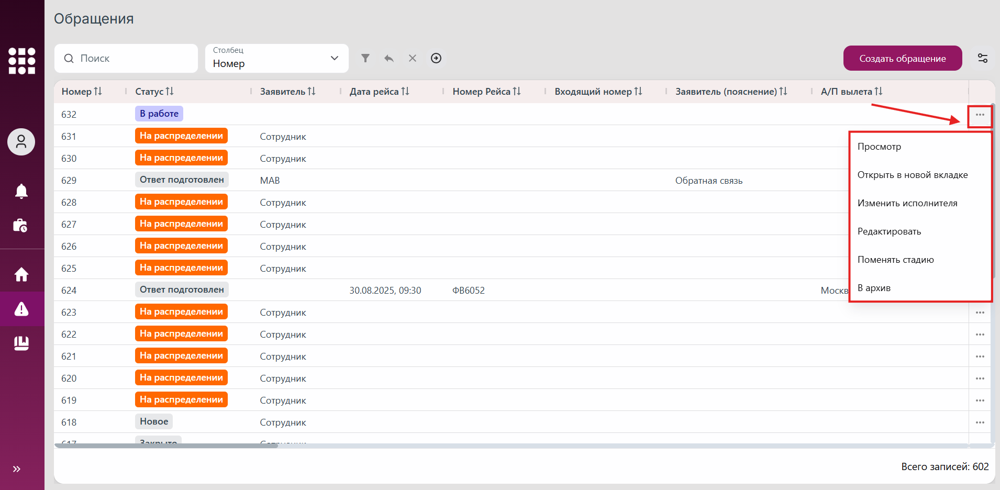 Обращения
Поиск
Столбец
Номер
Создать обращение
Номер Статус Заявитель Дата рейса Номер Рейса Входящий номер Заявитель (пояснение) А/П вылета
632 В работе
631 На распределении Сотрудник
630 На распределении Сотрудник
629 Ответ подготовлен МАВ Обратная связь
628 На распределении Сотрудник
627 На распределении Сотрудник
626 На распределении Сотрудник
625 На распределении Сотрудник
624 Ответ подготовлен 30.08.2025, 09:30 ФВ6052 Москв
623 На распределении Сотрудник
622 На распределении Сотрудник
621 На распределении Сотрудник
620 На распределении Сотрудник
619 На распределении Сотрудник
618 Новое Сотрудник
617 Закрыто Сотрудник
Просмотр
Открыть в новой вкладке
Изменить исполнителя
Редактировать
Поменять стадию
В архив
Всего записей: 602